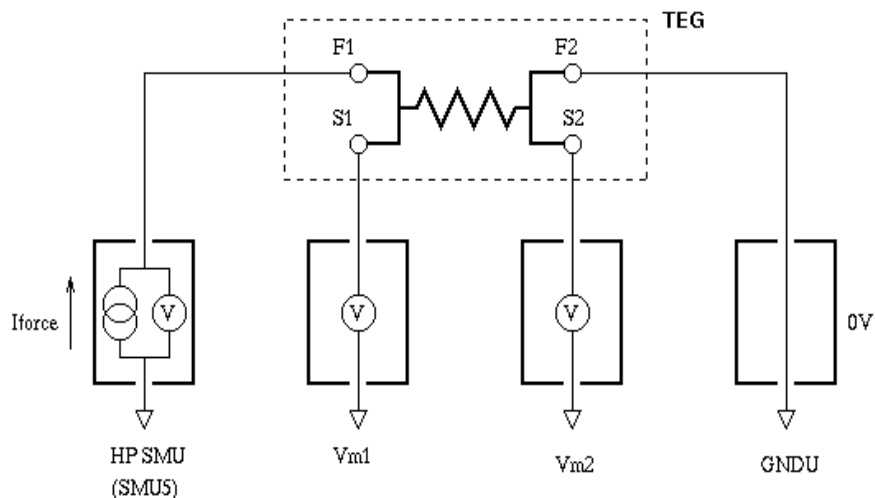 TEG
F1
F2
S1
S2
Iforce
V
V
V
0V
HP SMU
(SMU5)
Vm1
Vm2
GNDU